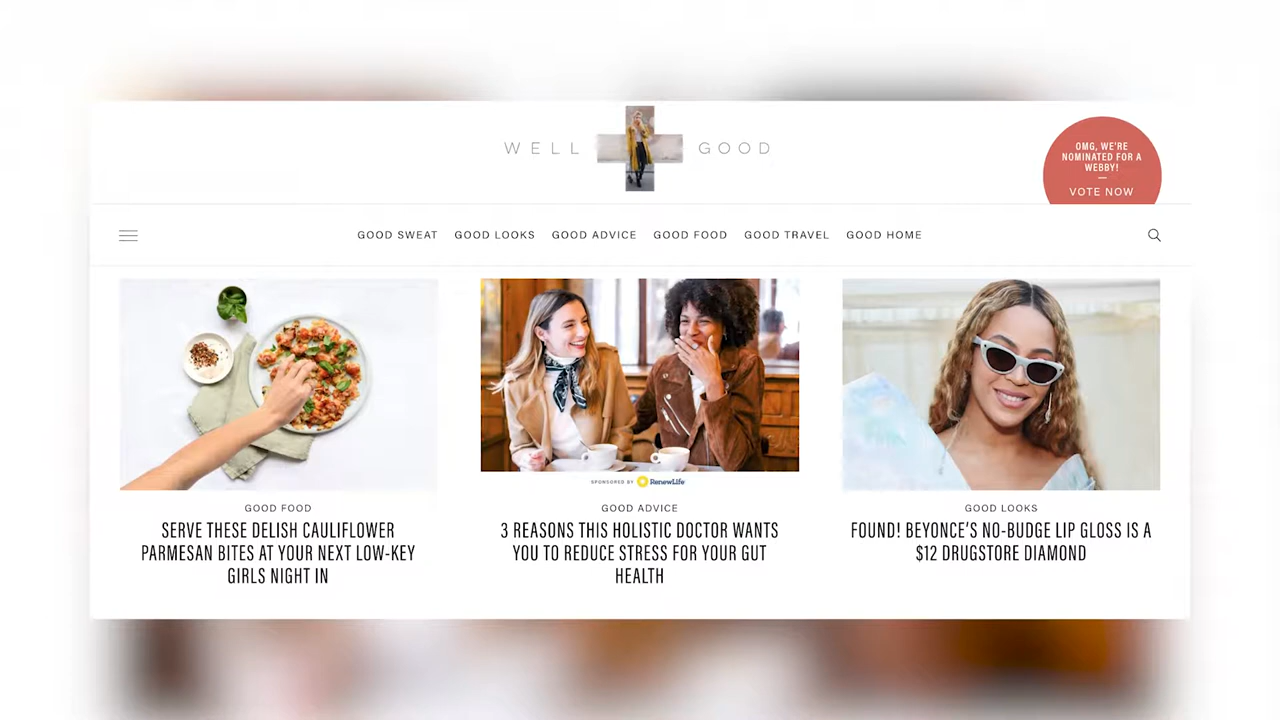 WELL GOOD
OMG, WE'RE
NOMINATED FOR A
WEBBY!
VOTE NOW
GOOD SWEAT GOOD LOOKS GOOD ADVICE GOOD FOOD GOOD TRAVEL GOOD HOME
SPONSORED BY RenewLife
GOOD FOOD
SERVE THESE DELISH CAULIFLOWER
PARMESAN BITES AT YOUR NEXT LOW-KEY
GIRLS NIGHT IN
GOOD ADVICE
3 REASONS THIS HOLISTIC DOCTOR WANTS
YOU TO REDUCE STRESS FOR YOUR GUT
HEALTH
GOOD LOOKS
FOUND! BEYONCE'S NO-BUDGE LIP GLOSS IS A
$12 DRUGSTORE DIAMOND